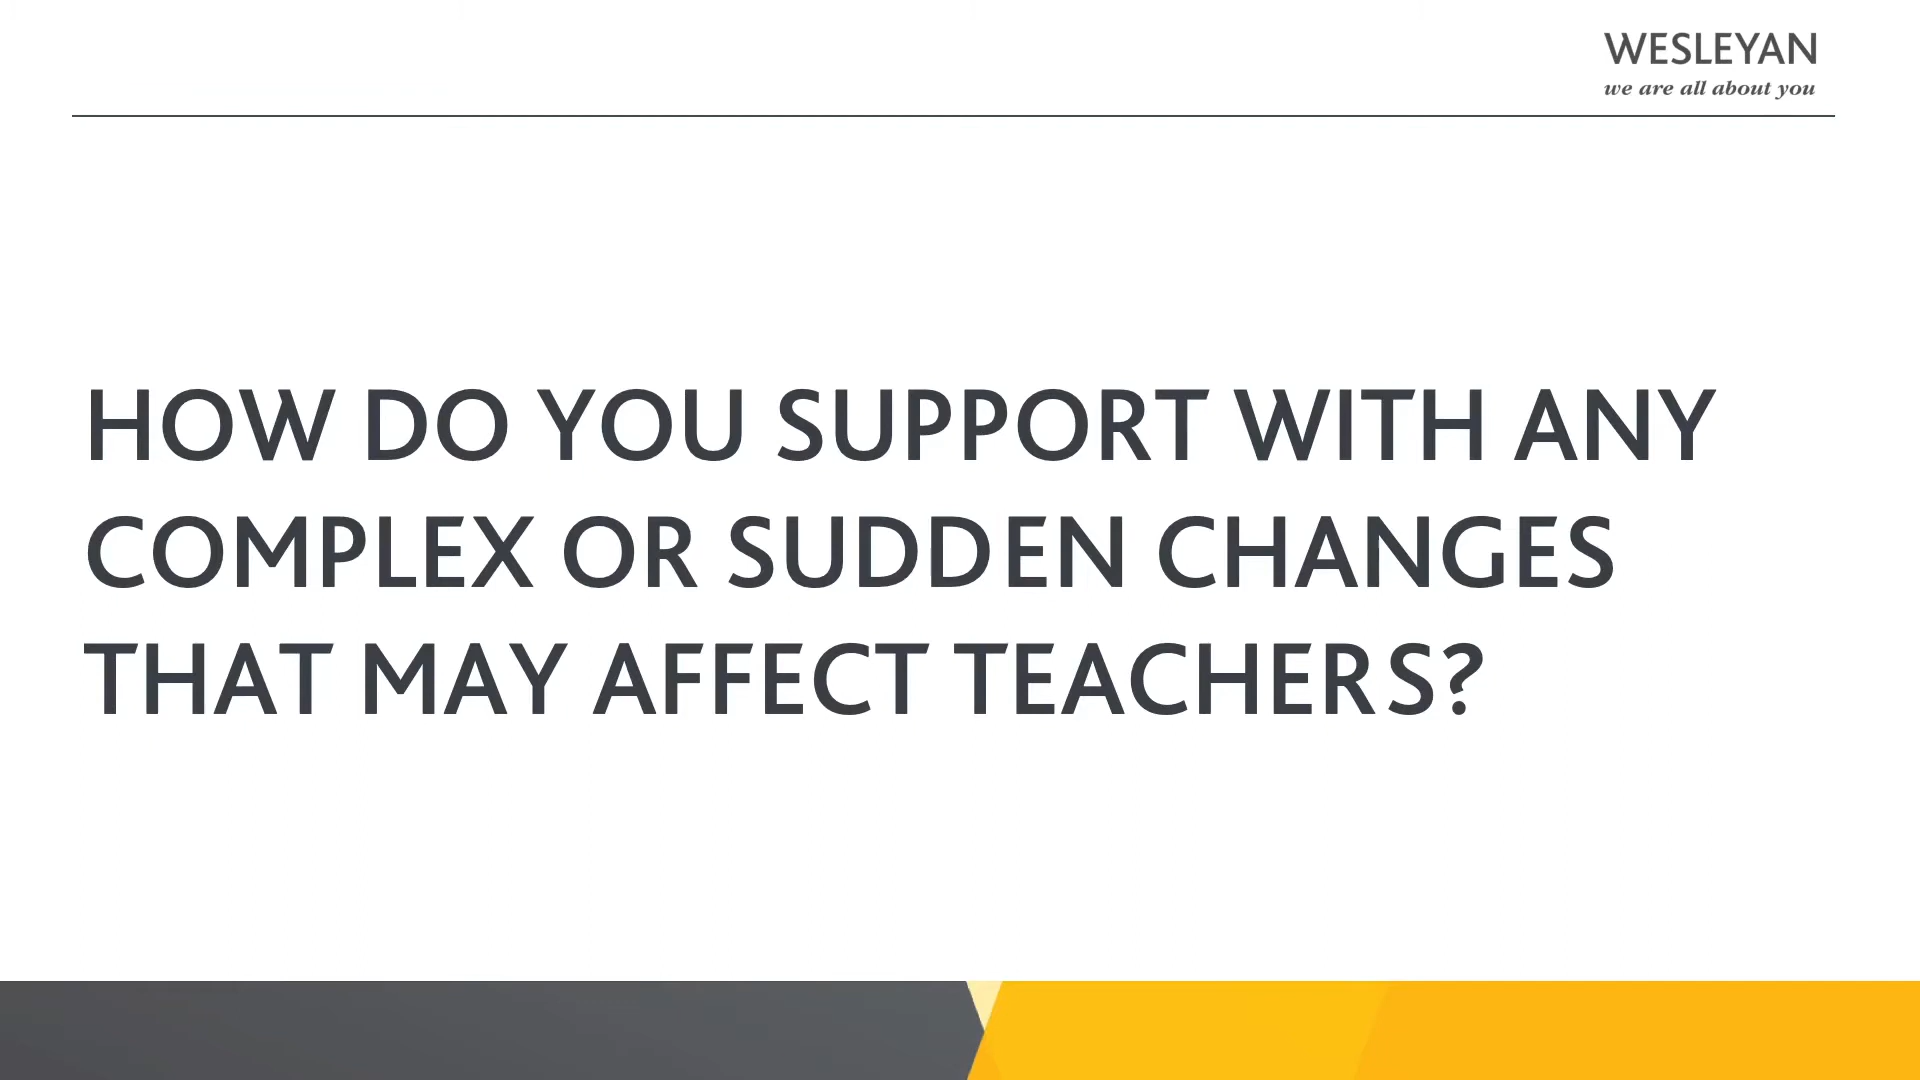 WESLEYAN
we are all about you
HOW DO YOU SUPPORT WITH ANY
COMPLEX OR SUDDEN CHANGES
THAT MAY AFFECT TEACHERS?